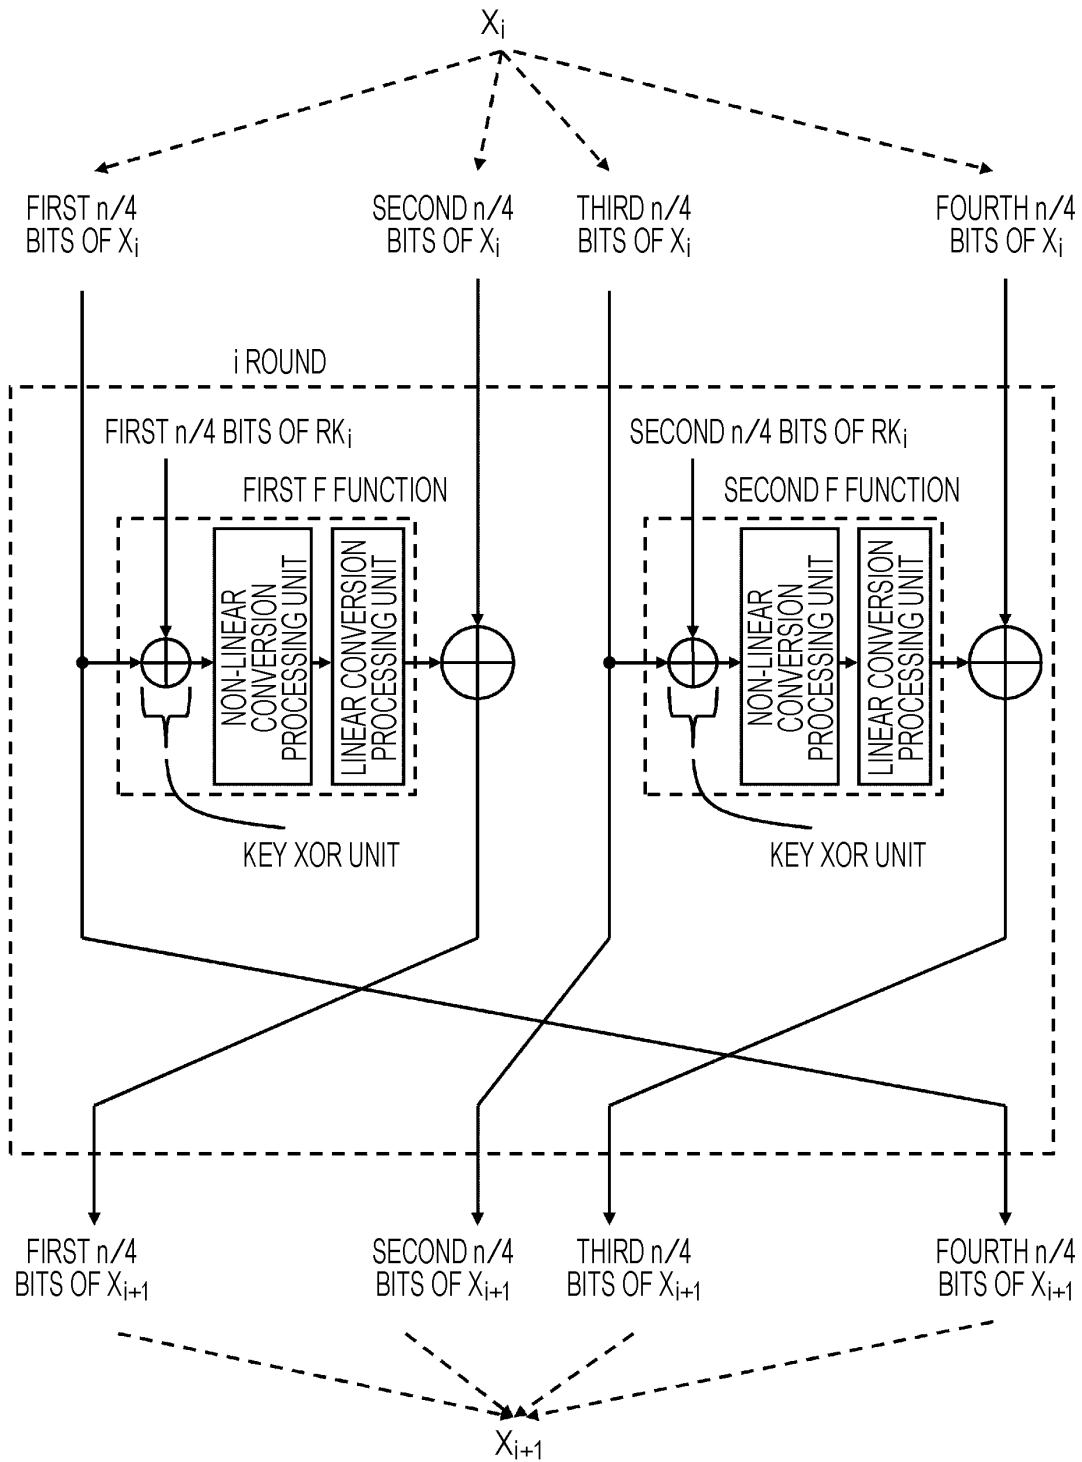 Xi
FIRST n/4
BITS OF Xi
SECOND n/4
BITS OF Xi
THIRD n/4
BITS OF Xi
FOURTH n/4
BITS OF Xi
i ROUND
FIRST n/4 BITS OF RKi
SECOND n/4 BITS OF RKi
FIRST F FUNCTION
SECOND F FUNCTION
NON-LINEAR
CONVERSION
PROCESSING UNIT
LINEAR CONVERSION
PROCESSING UNIT
NON-LINEAR
CONVERSION
PROCESSING UNIT
LINEAR CONVERSION
PROCESSING UNIT
KEY XOR UNIT
KEY XOR UNIT
FIRST n/4
BITS OF Xi+1
SECOND n/4
BITS OF Xi+1
THIRD n/4
BITS OF Xi+1
FOURTH n/4
BITS OF Xi+1
Xi+1